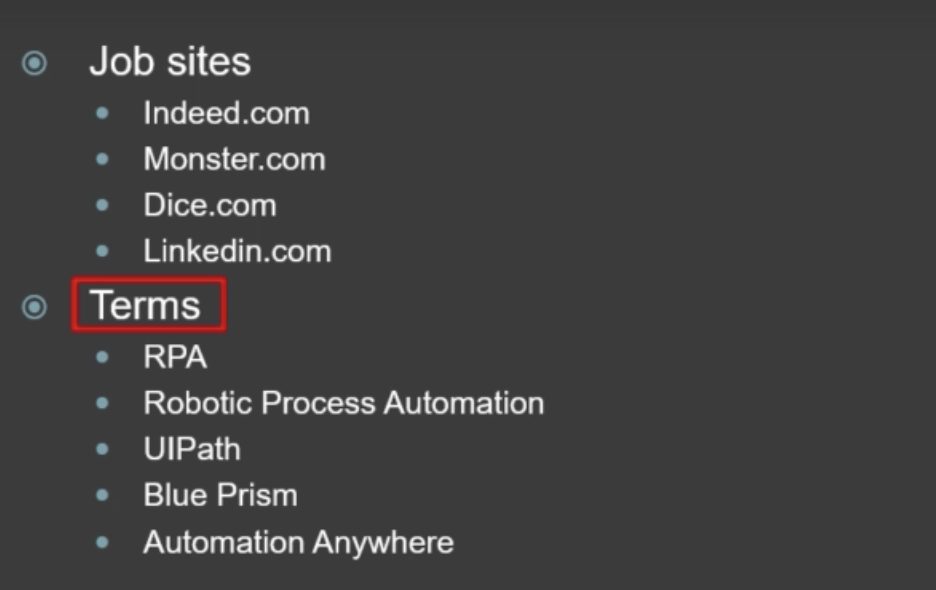 Job sites
Indeed.com
Monster.com
Dice.com
Linkedin.com
Terms
RPA
Robotic Process Automation
UIPath
Blue Prism
Automation Anywhere